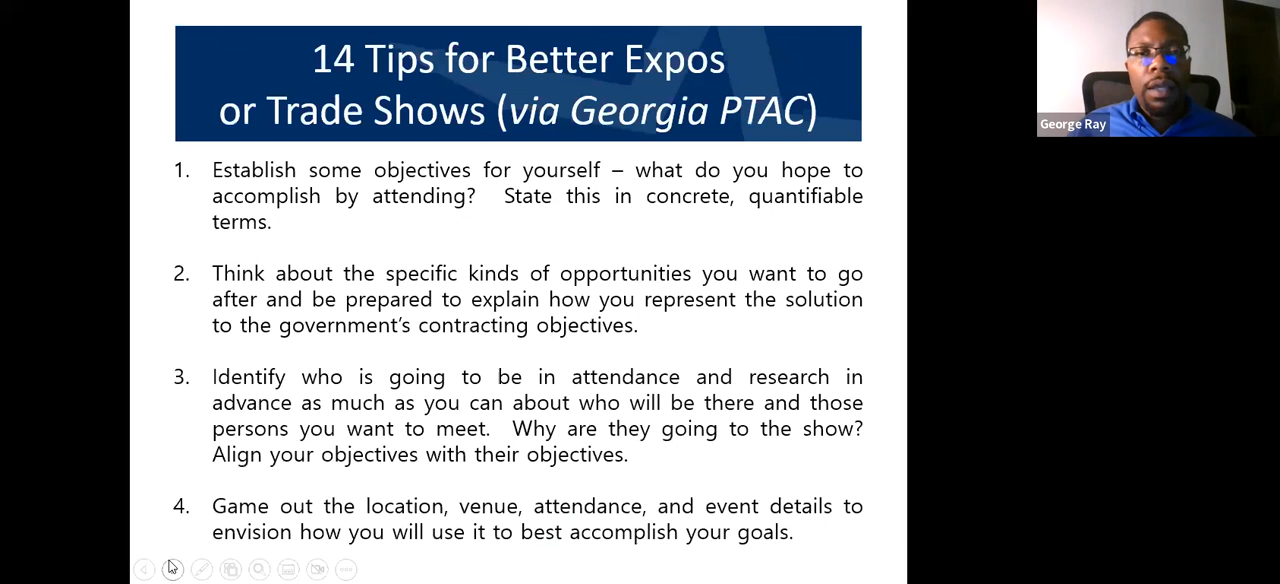 14 Tips for Better Expos
or Trade Shows (via Georgia PTAC)
1. Establish some objectives for yourself – what do you hope to
accomplish by attending? State this in concrete, quantifiable
terms.
2. Think about the specific kinds of opportunities you want to go
after and be prepared to explain how you represent the solution
to the government's contracting objectives.
3. Identify who is going to be in attendance and research in
advance as much as you can about who will be there and those
persons you want to meet. Why are they going to the show?
Align your objectives with their objectives.
4. Game out the location, venue, attendance, and event details to
envision how you will use it to best accomplish your goals.
George Ray